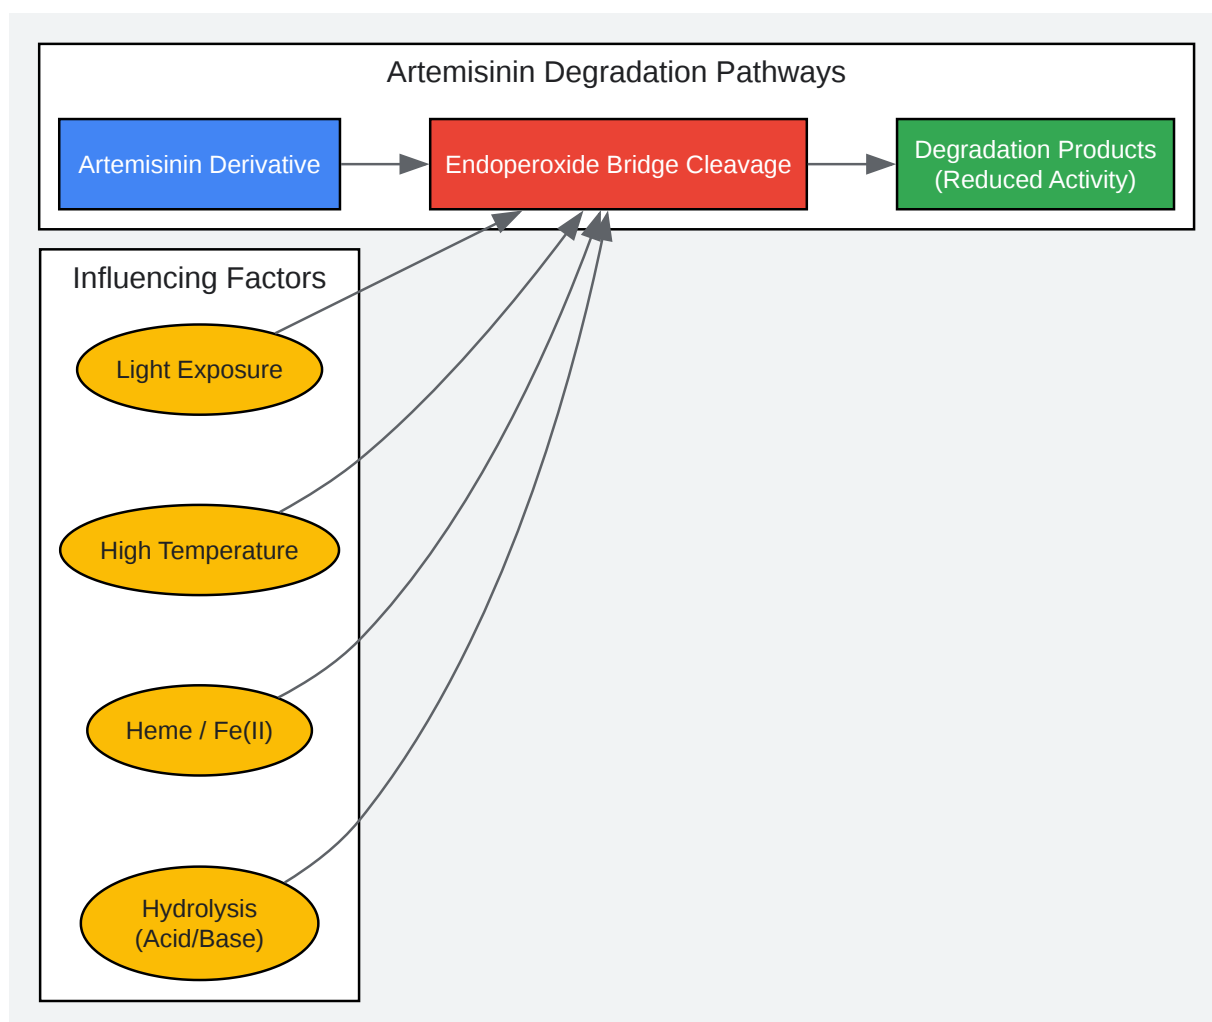 Artemisinin Degradation Pathways
Artemisinin Derivative
Endoperoxide Bridge Cleavage
Degradation Products
(Reduced Activity)
Influencing Factors
Light Exposure
High Temperature
Heme / Fe(II)
Hydrolysis
(Acid/Base)